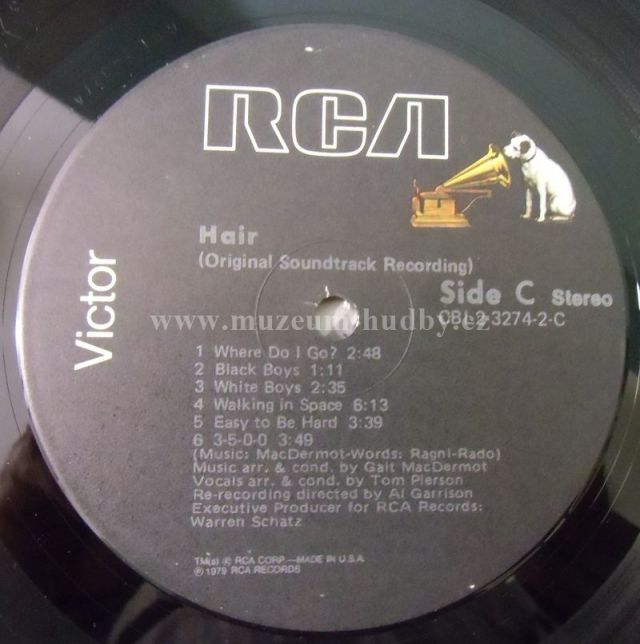 RCA
Victor
Hair
(Original Soundtrack Recording)
Side C Stereo
CBL2-3274-2-C
www.muzeum-hudby.cz
1 Where Do I Go? 2:48
2 Black Boys 1:11
3 White Boys 2:35
4 Walking in Space 6:13
5 Easy to Be Hard 3:39
6 3-5-0-0 3:49
(Music: MacDermot-Words: Ragni-Rado)
Music arr. & cond. by Galt MacDermot
Vocals arr. & cond. by Tom Pierson
Re-recording directed by Al Garrison
Executive Producer for RCA Records:
Warren Schatz
TM(s) ® RCA CORP.—MADE IN U.S.A.
℗ 1979 RCA RECORDS